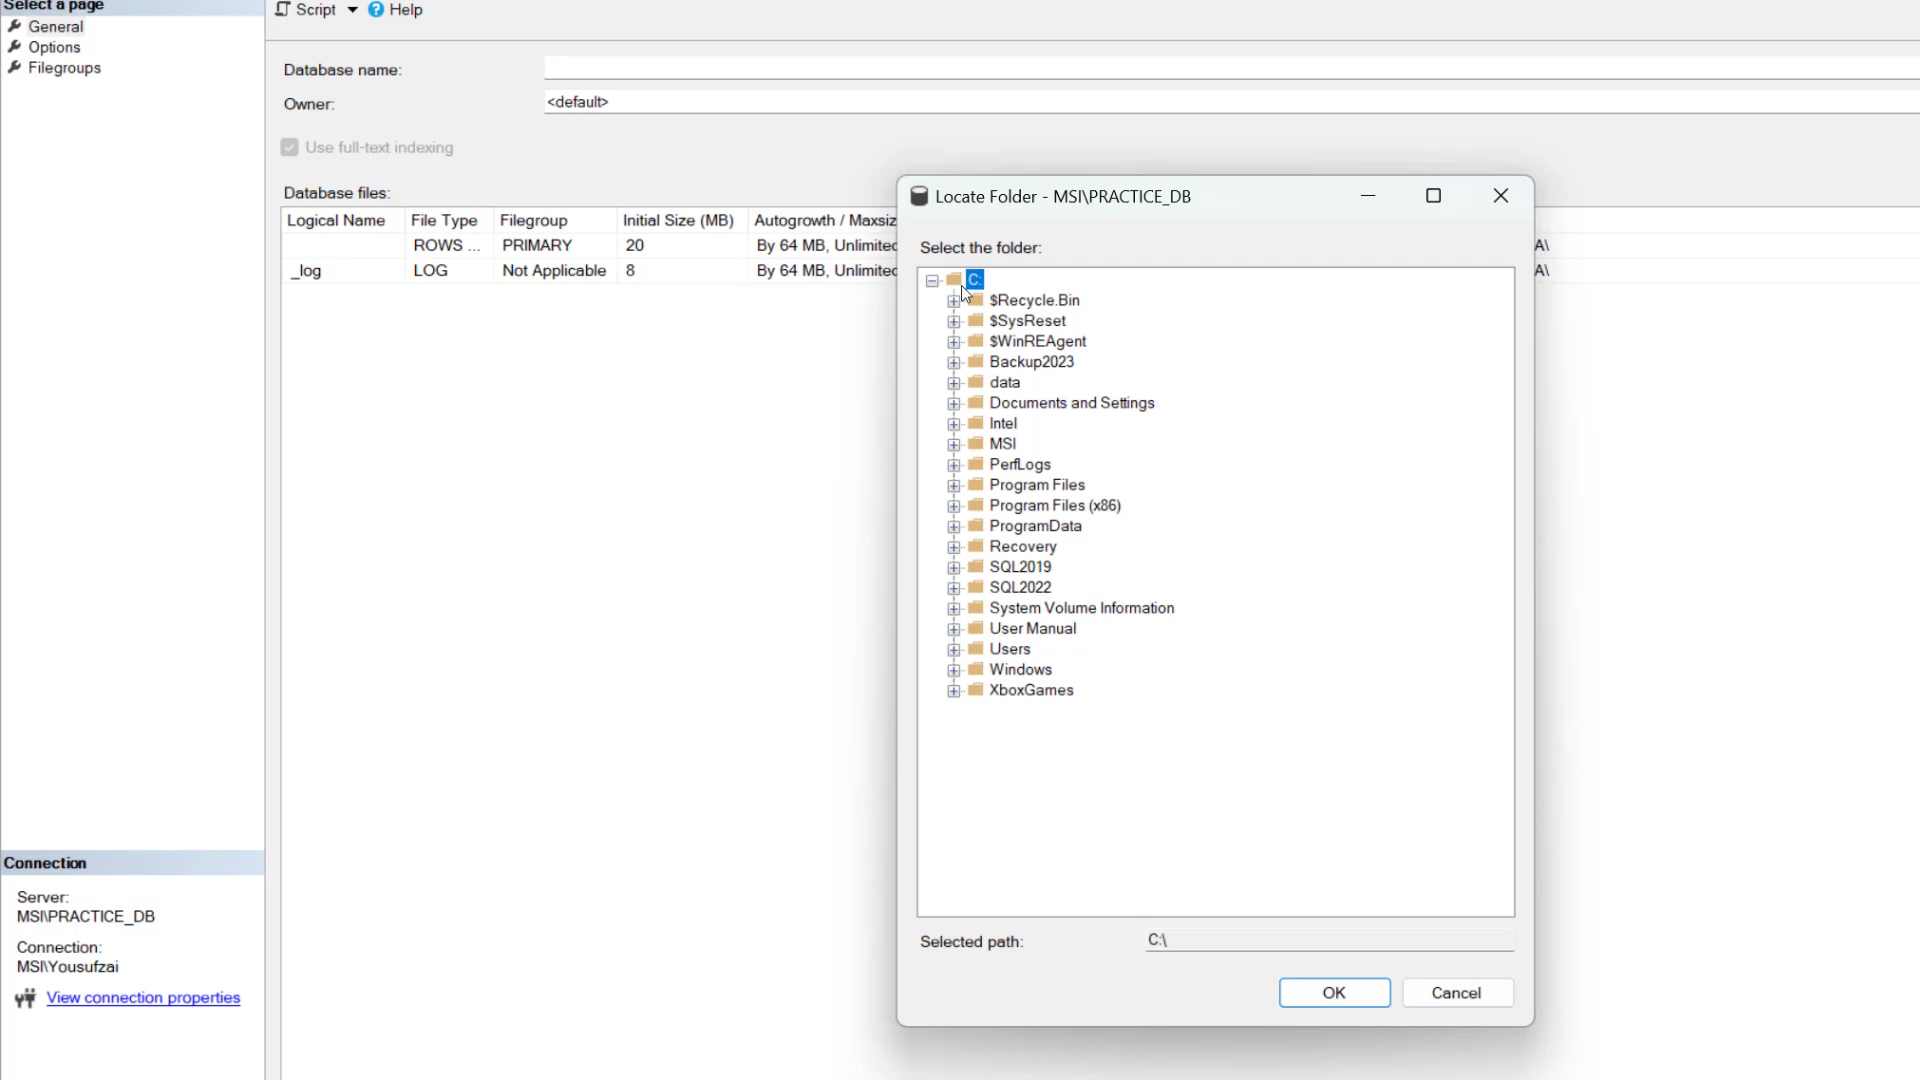 Select a page
General
Options
Filegroups
Script
Help
Database name:
Owner:
<default>
Use full-text indexing
Database files:
Logical Name File Type Filegroup Initial Size (MB) Autogrowth / Maxsiz
ROWS ... PRIMARY 20 By 64 MB, Unlimited A\
_log LOG Not Applicable 8 By 64 MB, Unlimited A\
Locate Folder - MSI\PRACTICE_DB
Select the folder:
C:
$Recycle.Bin
$SysReset
$WinREAgent
Backup2023
data
Documents and Settings
Intel
MSI
PerfLogs
Program Files
Program Files (x86)
ProgramData
Recovery
SQL2019
SQL2022
System Volume Information
User Manual
Users
Windows
XboxGames
Selected path: C:\
OK Cancel
Connection
Server:
MSI\PRACTICE_DB
Connection:
MSI\Yousufzai
View connection properties